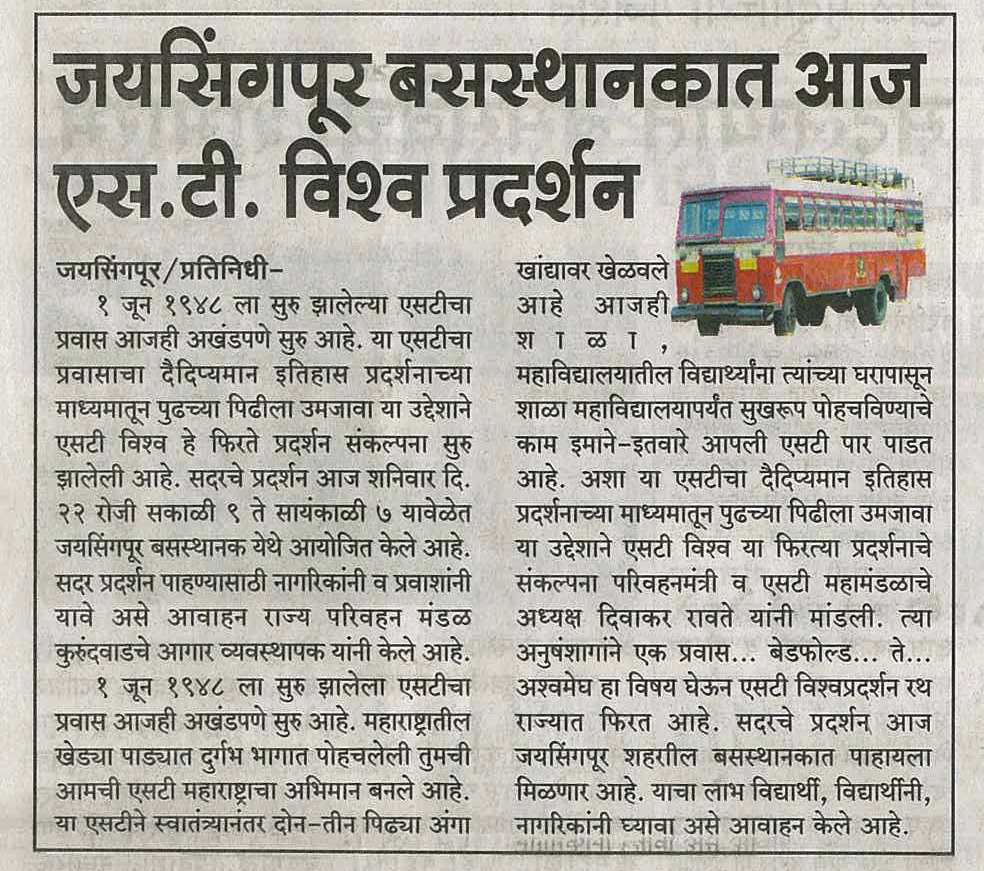 जयसिंगपूर बसस्थानकात आज
एस.टी. विश्व प्रदर्शन
जयसिंगपूर/प्रतिनिधी-
१ जून १९४८ ला सुरु झालेल्या एसटीचा
प्रवास आजही अखंडपणे सुरु आहे. या एसटीचा
प्रवासाचा दैदिप्यमान इतिहास प्रदर्शनाच्या
माध्यमातून पुढच्या पिढीला उमजावा या उद्देशाने
एसटी विश्व हे फिरते प्रदर्शन संकल्पना सुरु
झालेली आहे. सदरचे प्रदर्शन आज शनिवार दि.
२२ रोजी सकाळी ९ ते सायंकाळी ७ यावेळेत
जयसिंगपूर बसस्थानक येथे आयोजित केले आहे.
सदर प्रदर्शन पाहण्यासाठी नागरिकांनी व प्रवाशांनी
यावे असे आवाहन राज्य परिवहन मंडळ
कुरुंदवाडचे आगार व्यवस्थापक यांनी केले आहे.
१ जून १९४८ ला सुरु झालेला एसटीचा
प्रवास आजही अखंडपणे सुरु आहे. महाराष्ट्रातील
खेड्या पाड्यात दुर्गभ भागात पोहचलेली तुमची
आमची एसटी महाराष्ट्राचा अभिमान बनले आहे.
या एसटीने स्वातंत्र्यानंतर दोन-तीन पिढ्या अंगा
खांद्यावर खेळवले
आहे आजही
शाळा,
महाविद्यालयातील विद्यार्थ्यांना त्यांच्या घरापासून
शाळा महाविद्यालयापर्यंत सुखरूप पोहचविण्याचे
काम इमाने-इतवारे आपली एसटी पार पाडत
आहे. अशा या एसटीचा दैदिप्यमान इतिहास
प्रदर्शनाच्या माध्यमातून पुढच्या पिढीला उमजावा
या उद्देशाने एसटी विश्व या फिरत्या प्रदर्शनाचे
संकल्पना परिवहनमंत्री व एसटी महामंडळाचे
अध्यक्ष दिवाकर रावते यांनी मांडली. त्या
अनुषंशागांने एक प्रवास... बेडफोल्ड... ते...
अश्वमेघ हा विषय घेऊन एसटी विश्वप्रदर्शन रथ
राज्यात फिरत आहे. सदरचे प्रदर्शन आज
जयसिंगपूर शहराील बसस्थानकात पाहायला
मिळणार आहे. याचा लाभ विद्यार्थी, विद्यार्थीनी,
नागरिकांनी घ्यावा असे आवाहन केले आहे.